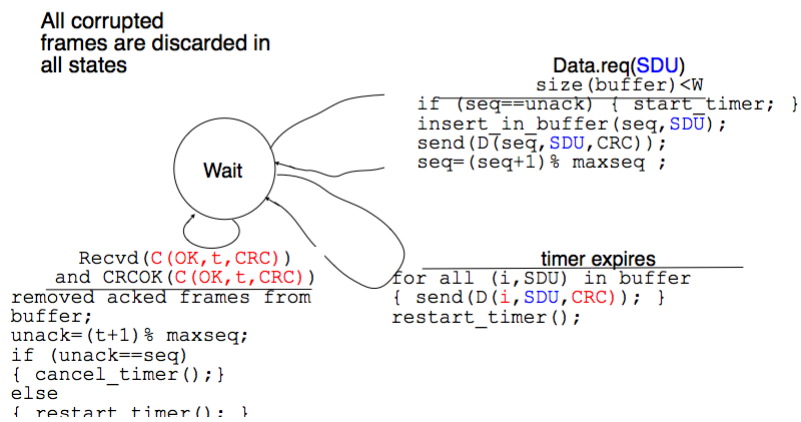 All corrupted
frames are discarded in
all states
Data.req(SDU)
size(buffer)<W
if (seq==unack) { start_timer; }
insert_in_buffer(seq,SDU);
send(D(seq,SDU,CRC));
seq=(seq+1)% maxseq ;
Wait
Recvd(C(OK,t,CRC))
and CRCOK(C(OK,t,CRC))
removed acked frames from
buffer;
unack=(t+1)% maxseq;
if (unack==seq)
{ cancel_timer();}
else
{ restart_timer(); }
timer expires
for all (i,SDU) in buffer
{ send(D(i,SDU,CRC)); }
restart_timer();